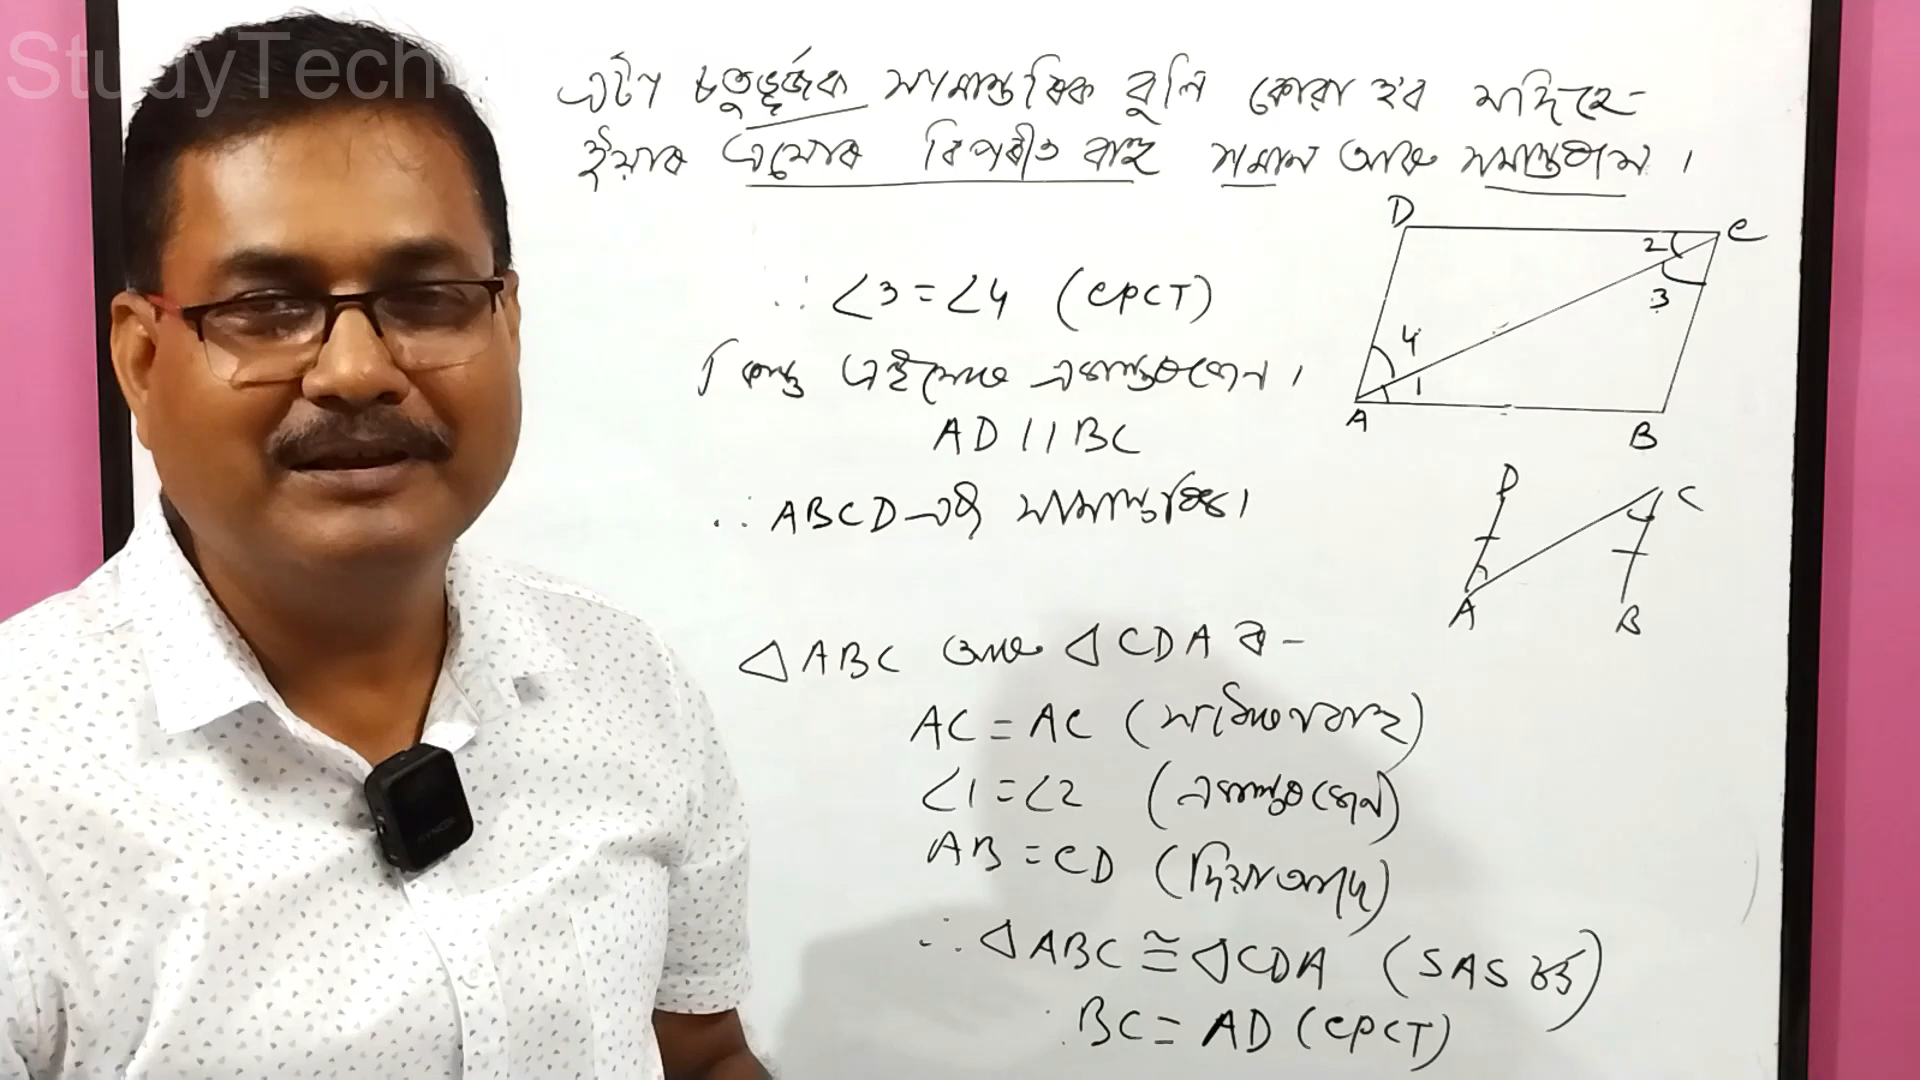 StudyTech
এটা চতুৰ্ভূজক সামান্তৰিক বুলি কোৱা হব যদিহে-
ইয়াৰ এযোৰ বিপৰীত বাহু সমান আৰু সমান্তৰাল ।
∴ ∠3 = ∠4 (CPCT)
কিন্তু এইবোৰ একান্তৰ কোণ ।
AD || BC
∴ ABCD এটা সামান্তৰিক।
△ABC আৰু △CDA ৰ -
AC = AC (সাধাৰণ বাহু)
∠1 = ∠2 (একান্তৰ কোণ)
AB = CD (দিয়া আছে)
∴ △ABC ≅ △CDA (SAS চৰ্ত)
∴ BC = AD (CPCT)
D
C
2
3
4
1
A
B
D
C
A
B